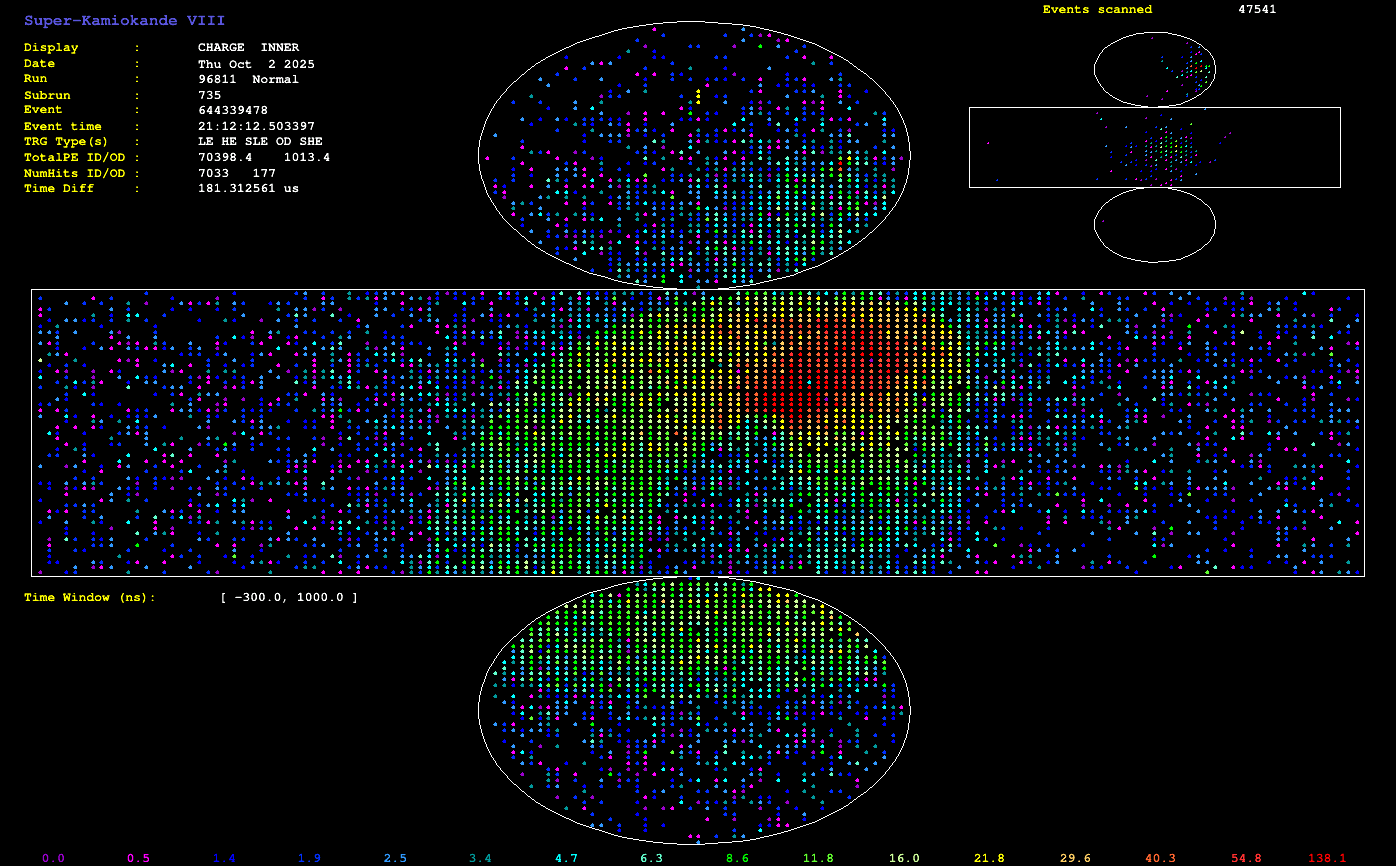 Super-Kamiokande VIII
Events scanned 47541
Display : CHARGE INNER
Date : Thu Oct 2 2025
Run : 96811 Normal
Subrun : 735
Event : 644339478
Event time : 21:12:12.503397
TRG Type(s) : LE HE SLE OD SHE
TotalPE ID/OD : 70398.4 1013.4
NumHits ID/OD : 7033 177
Time Diff : 181.312561 us
Time Window (ns): [ -300.0, 1000.0 ]
0.0 0.5 1.4 1.9 2.5 3.4 4.7 6.3 8.6 11.8 16.0 21.8 29.6 40.3 54.8 138.1